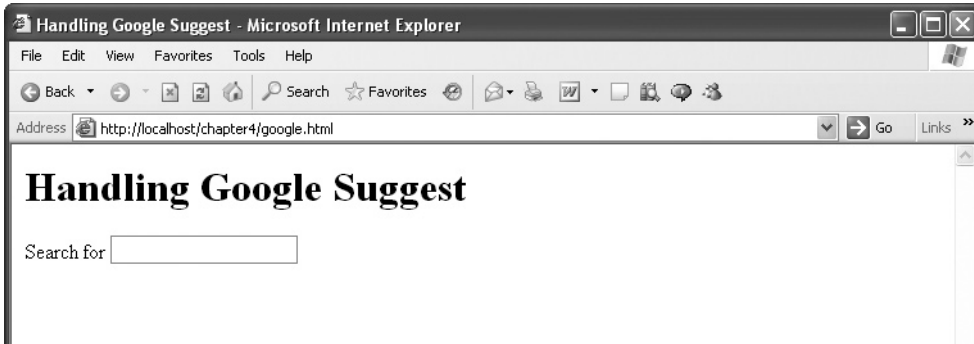 Handling Google Suggest - Microsoft Internet Explorer
File Edit View Favorites Tools Help
Back Search Favorites W
Address http://localhost/chapter4/google.html Go Links »
Handling Google Suggest
Search for